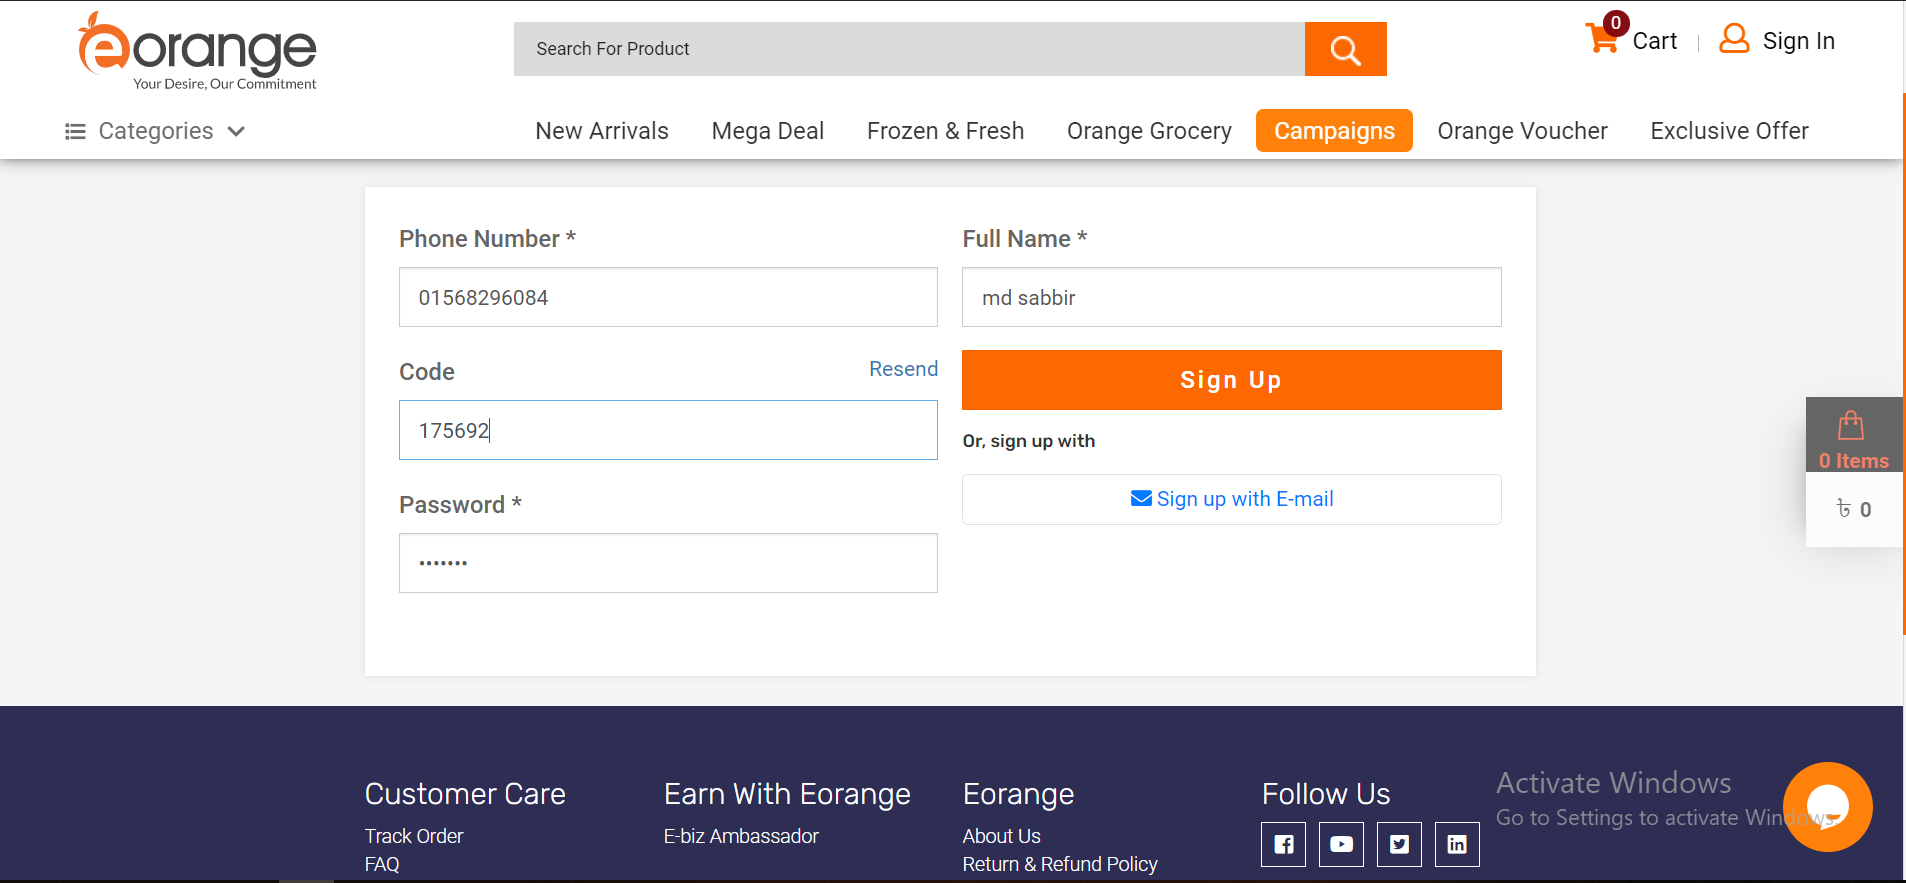 eorange
Your Desire, Our Commitment
Search For Product
0
Cart
Sign In
Categories
New Arrivals
Mega Deal
Frozen & Fresh
Orange Grocery
Campaigns
Orange Voucher
Exclusive Offer
Phone Number *
01568296084
Full Name *
md sabbir
Code
Resend
175692
Sign Up
Or, sign up with
Sign up with E-mail
Password *
•••••••
0 Items
৳ 0
Customer Care
Track Order
FAQ
Earn With Eorange
E-biz Ambassador
Eorange
About Us
Return & Refund Policy
Follow Us
Activate Windows
Go to Settings to activate Windows.